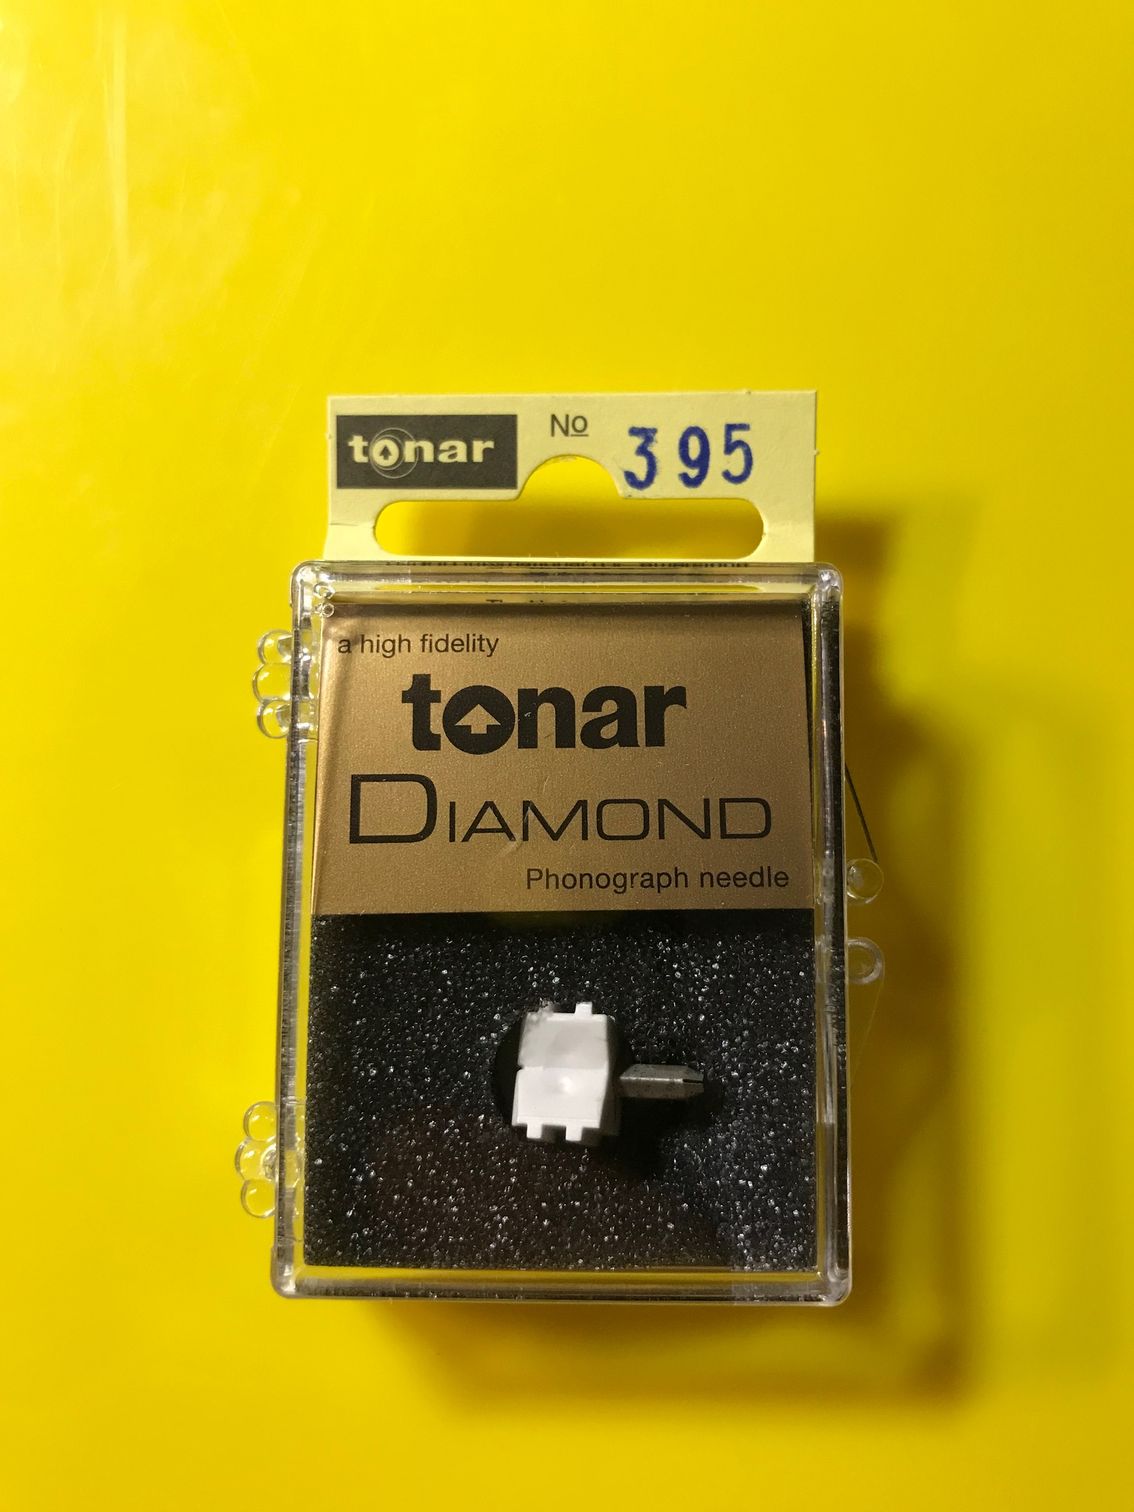 tonar
No 395
a high fidelity
tonar
DIAMOND
Phonograph needle